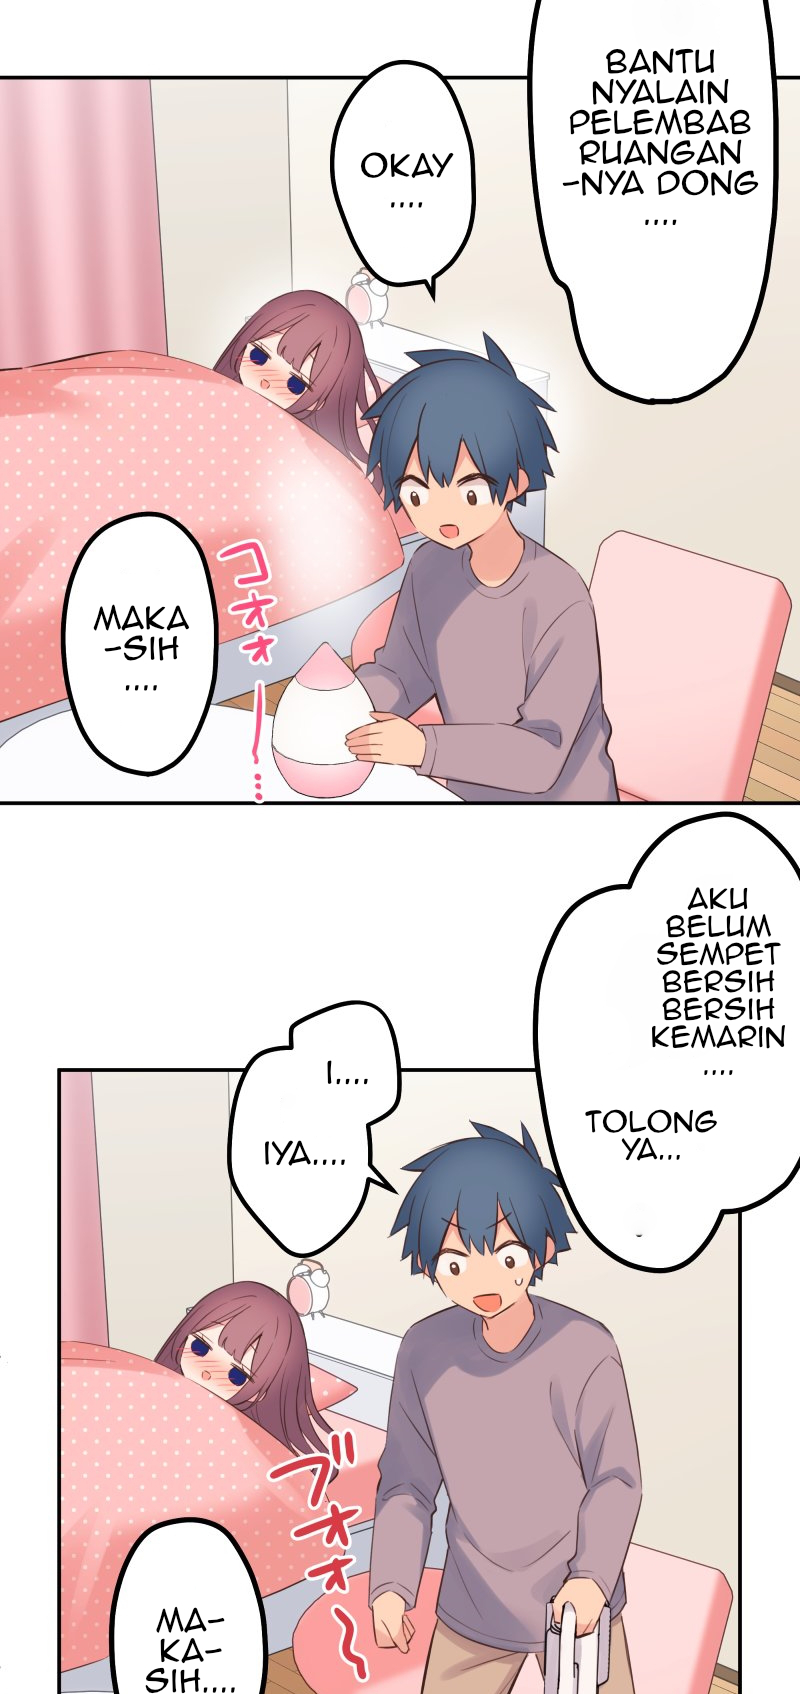 BANTU
NYALAIN
PELEMBAB
RUANGAN
-NYA DONG
....
OKAY
....
MAKA
-SIH
....
コォォ
AKU
BELUM
SEMPET
BERSIH
BERSIH
KEMARIN
....
TOLONG
YA...
I....
IYA....
ブォォ
MA-
KA-
SIH....